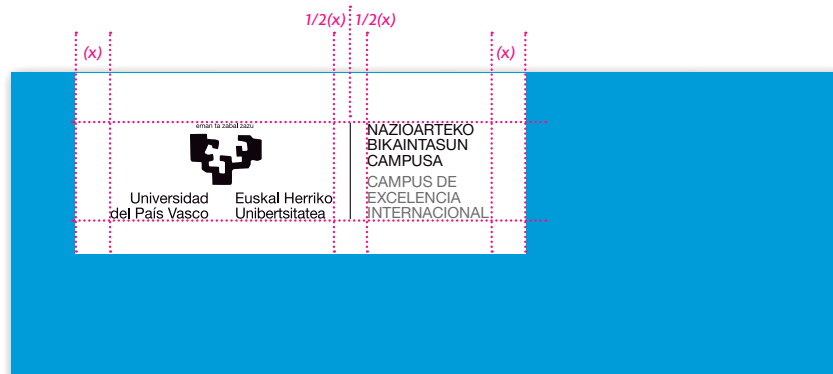 1/2(x) 1/2(x)
(x) (x)
eman ta zabal zazu
Universidad
del País Vasco
Euskal Herriko
Unibertsitatea
NAZIOARTEKO
BIKAINTASUN
CAMPUSA
CAMPUS DE
EXCELENCIA
INTERNACIONAL